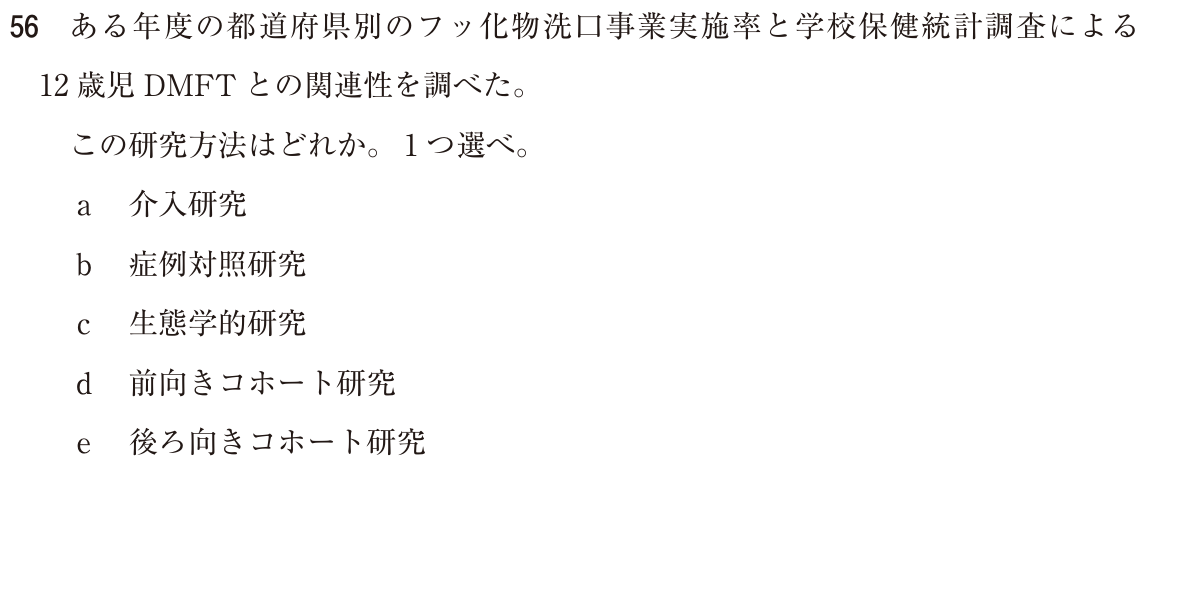 56 ある年度の都道府県別のフッ化物洗口事業実施率と学校保健統計調査による
12歳児 DMFT との関連性を調べた。
この研究方法はどれか。1つ選べ。
a 介入研究
b 症例対照研究
c 生態学的研究
d 前向きコホート研究
e 後ろ向きコホート研究